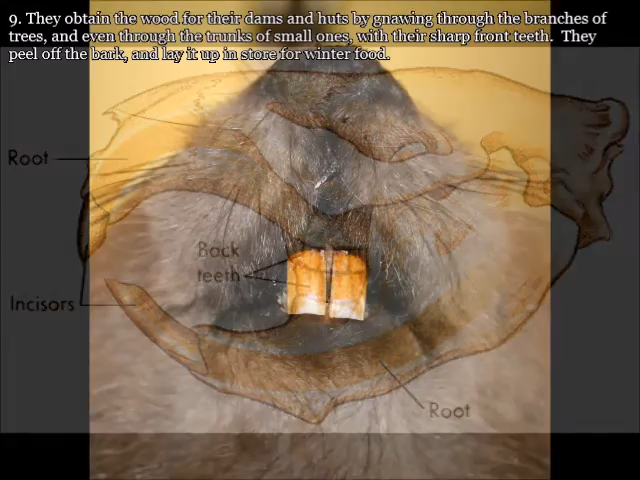 9. They obtain the wood for their dams and huts by gnawing through the branches of
trees, and even through the trunks of small ones, with their sharp front teeth.  They
peel off the bark, and lay it up in store for winter food.
Root
Back
teeth
Incisors
Root